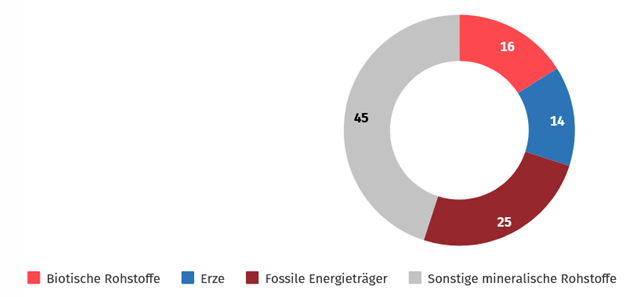 16
14
45
25
Biotische Rohstoffe Erze Fossile Energieträger Sonstige mineralische Rohstoffe